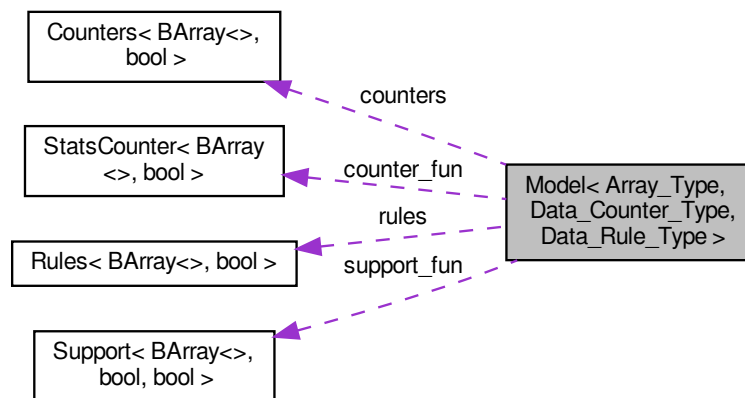 Counters< BArray<>,
bool >
counters
StatsCounter< BArray
<>, bool >
counter_fun
Model< Array_Type,
Data_Counter_Type,
Data_Rule_Type >
rules
Rules< BArray<>, bool >
support_fun
Support< BArray<>,
bool, bool >